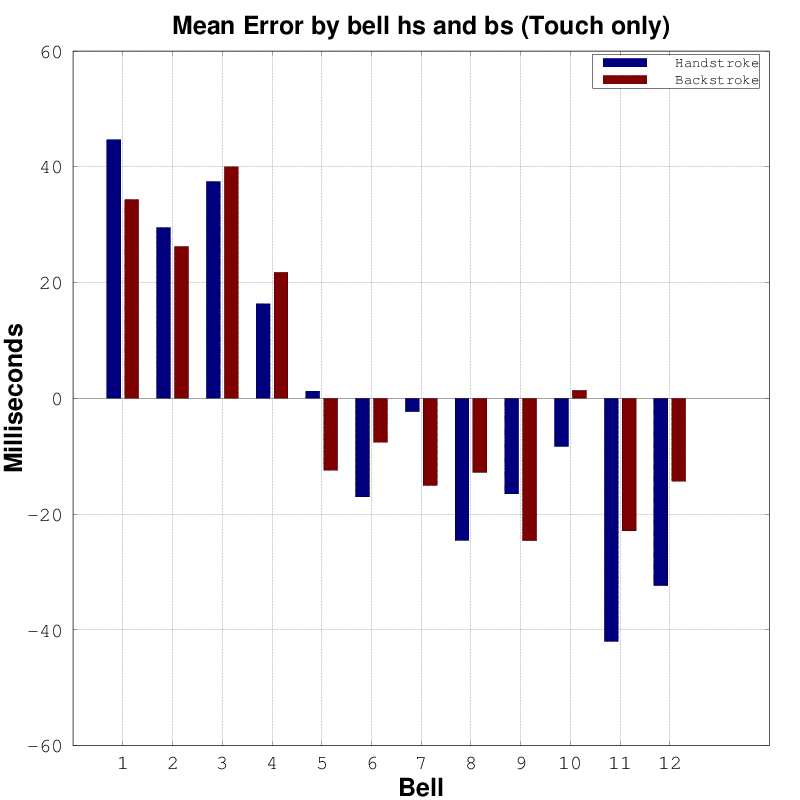 Mean Error by bell hs and bs (Touch only)
Handstroke
Backstroke
60
40
20
0
-20
-40
-60
Milliseconds
1 2 3 4 5 6 7 8 9 10 11 12
Bell